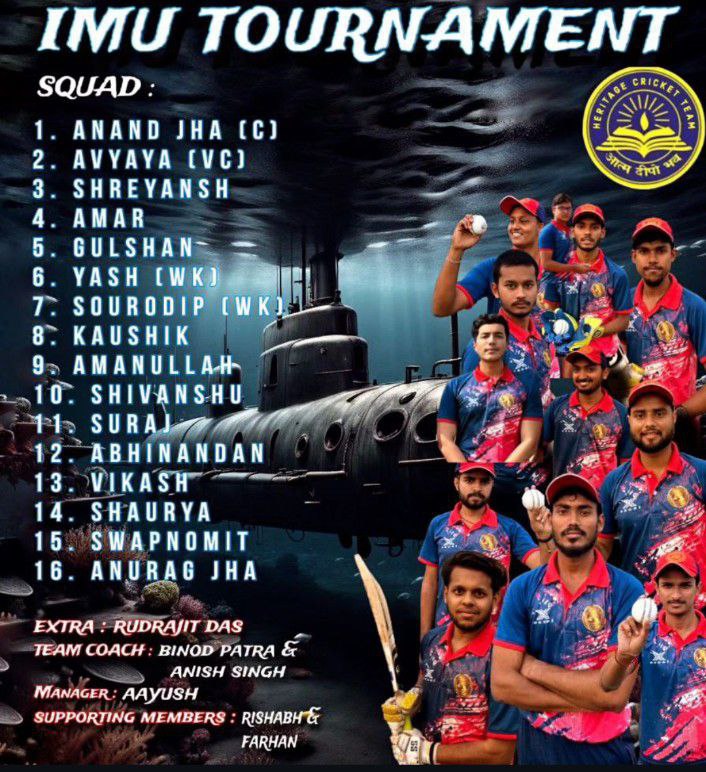 IMU TOURNAMENT
SQUAD :
1. ANAND JHA (C)
2. AVYAYA (VC)
3. SHREYANSH
4. AMAR
5. GULSHAN
6. YASH (WK)
7. SOURODIP (WK)
8. KAUSHIK
9. AMANULLAH
10. SHIVANSHU
11. SURAJ
12. ABHINANDAN
13. VIKASH
14. SHAURYA
15. SWAPNOMIT
16. ANURAG JHA
EXTRA : RUDRAJIT DAS
TEAM COACH : BINOD PATRA &
ANISH SINGH
MANAGER : AAYUSH
SUPPORTING MEMBERS : RISHABH &
FARHAN
HERITAGE CRICKET TEAM
आत्म दीपो भव
SS